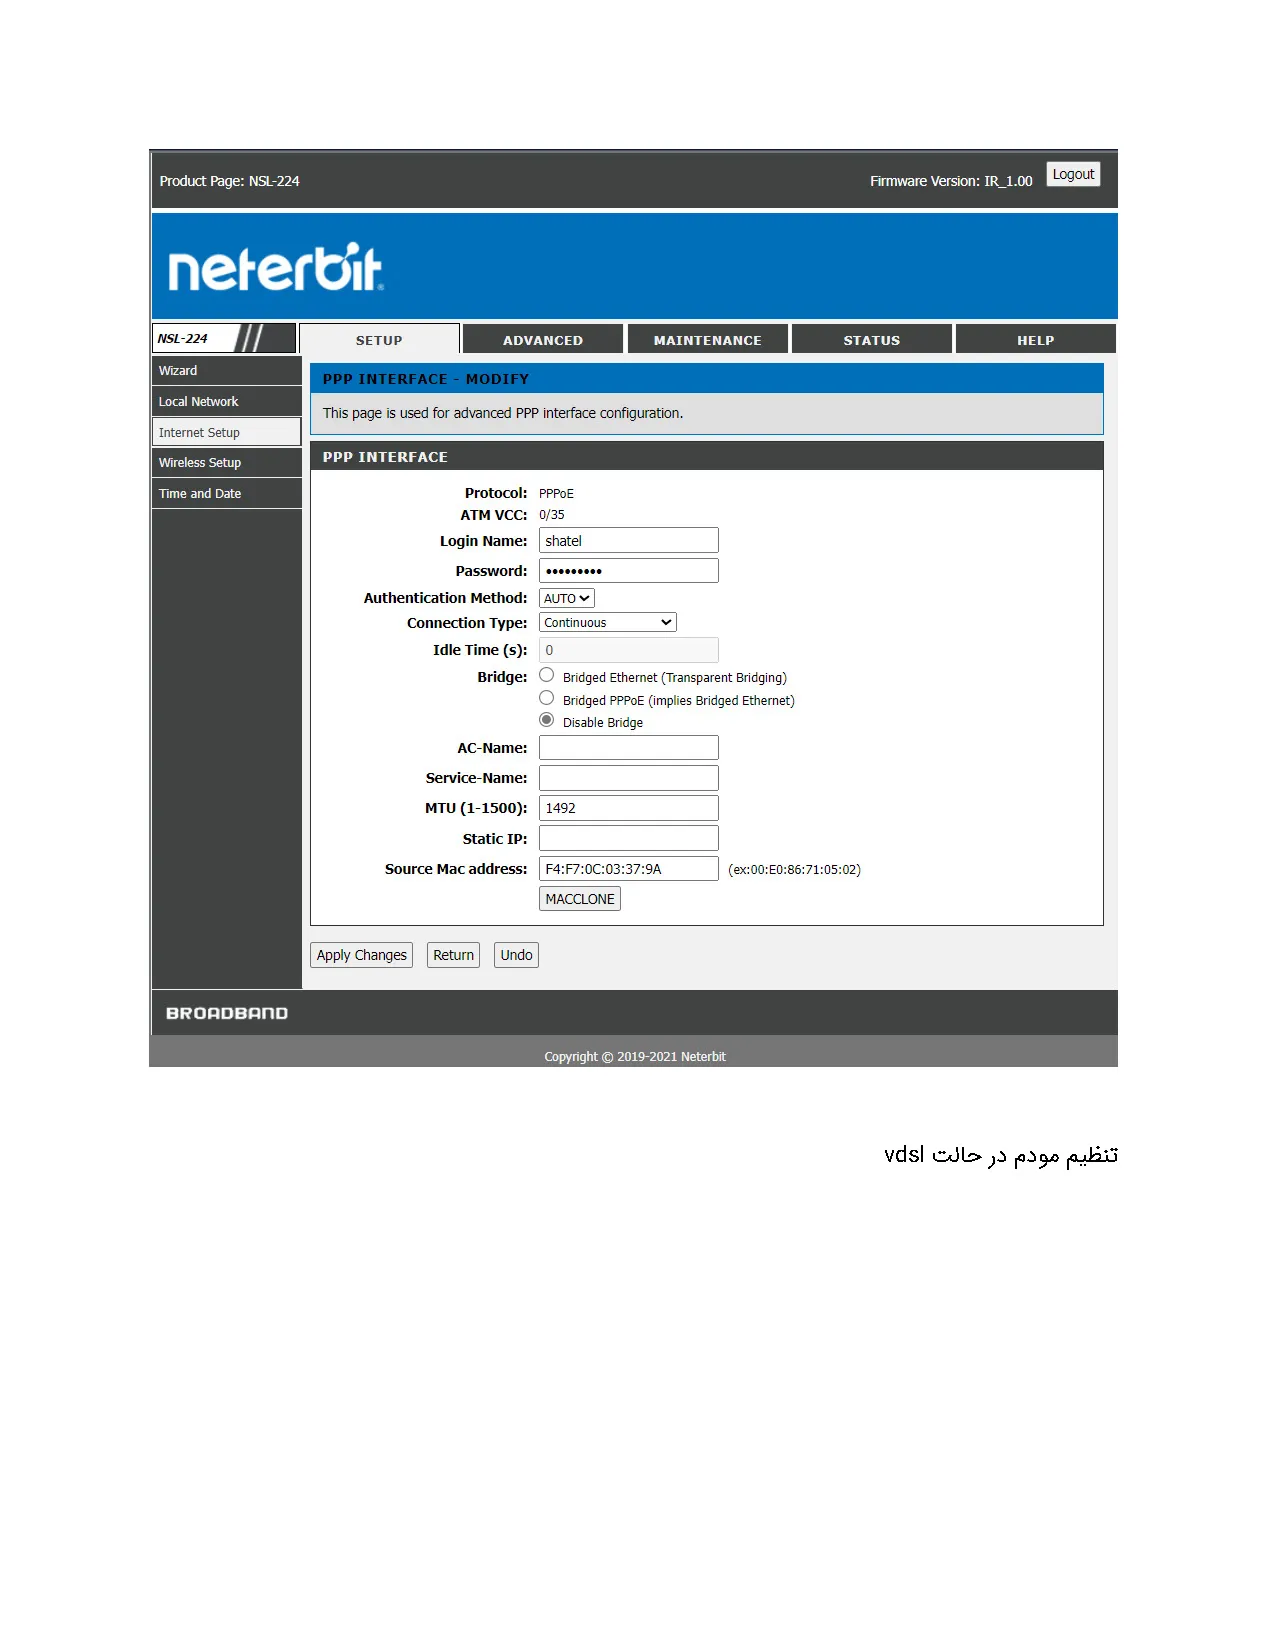 Product Page: NSL-224
Firmware Version: IR_1.00 Logout
neterbit®
NSL-224 SETUP ADVANCED MAINTENANCE STATUS HELP
Wizard
Local Network
Internet Setup
Wireless Setup
Time and Date
PPP INTERFACE - MODIFY
This page is used for advanced PPP interface configuration.
PPP INTERFACE
Protocol: PPPoE
ATM VCC: 0/35
Login Name: shatel
Password: •••••••••
Authentication Method: AUTO
Connection Type: Continuous
Idle Time (s): 0
Bridge: Bridged Ethernet (Transparent Bridging)
Bridged PPPoE (implies Bridged Ethernet)
Disable Bridge
AC-Name:
Service-Name:
MTU (1-1500): 1492
Static IP:
Source Mac address: F4:F7:0C:03:37:9A (ex:00:E0:86:71:05:02)
MACCLONE
Apply Changes Return Undo
BROADBAND
Copyright © 2019-2021 Neterbit
تنظیم مودم در حالت vdsl